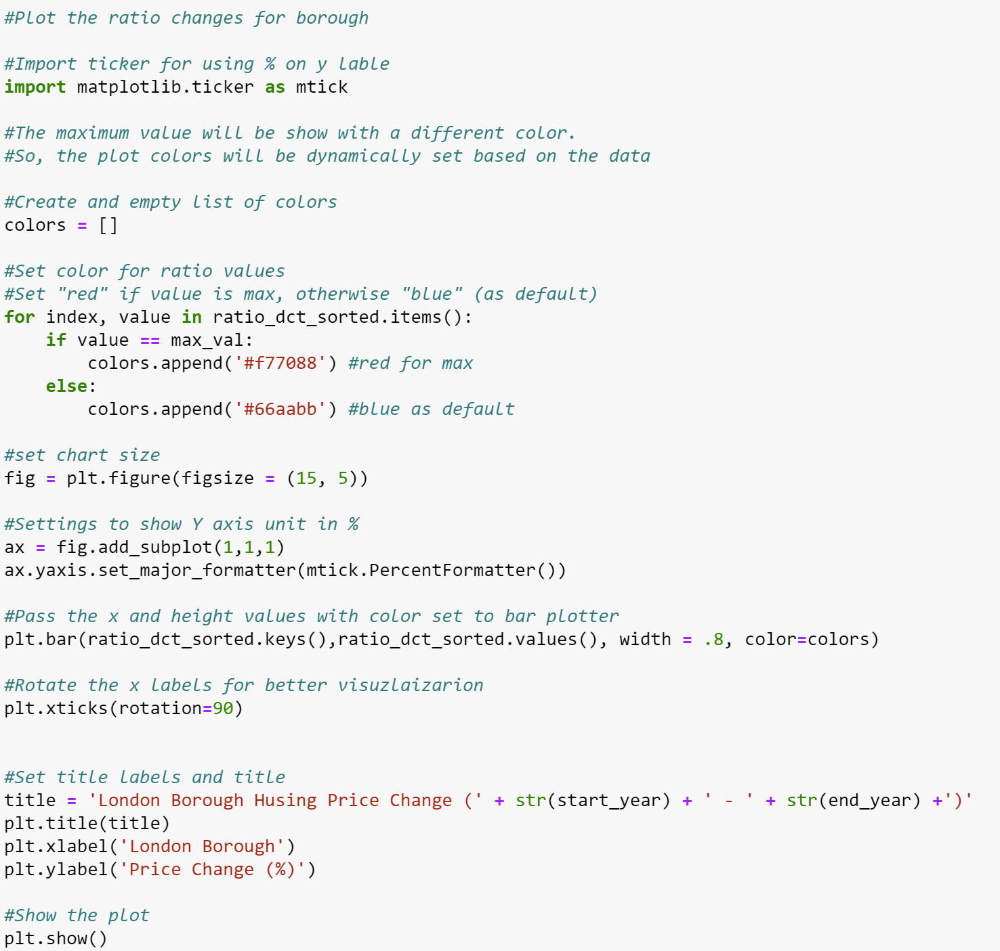 #Plot the ratio changes for borough
#Import ticker for using % on y lable
import matplotlib.ticker as mtick
#The maximum value will be show with a different color.
#So, the plot colors will be dynamically set based on the data
#Create and empty list of colors
colors = []
#Set color for ratio values
#Set "red" if value is max, otherwise "blue" (as default)
for index, value in ratio_dct_sorted.items():
    if value == max_val:
        colors.append('#f77088') #red for max
    else:
        colors.append('#66aabb') #blue as default
#set chart size
fig = plt.figure(figsize = (15, 5))
#Settings to show Y axis unit in %
ax = fig.add_subplot(1,1,1)
ax.yaxis.set_major_formatter(mtick.PercentFormatter())
#Pass the x and height values with color set to bar plotter
plt.bar(ratio_dct_sorted.keys(),ratio_dct_sorted.values(), width = .8, color=colors)
#Rotate the x labels for better visuzlaizarion
plt.xticks(rotation=90)
#Set title labels and title
title = 'London Borough Husing Price Change (' + str(start_year) + ' - ' + str(end_year) +')'
plt.title(title)
plt.xlabel('London Borough')
plt.ylabel('Price Change (%)')
#Show the plot
plt.show()